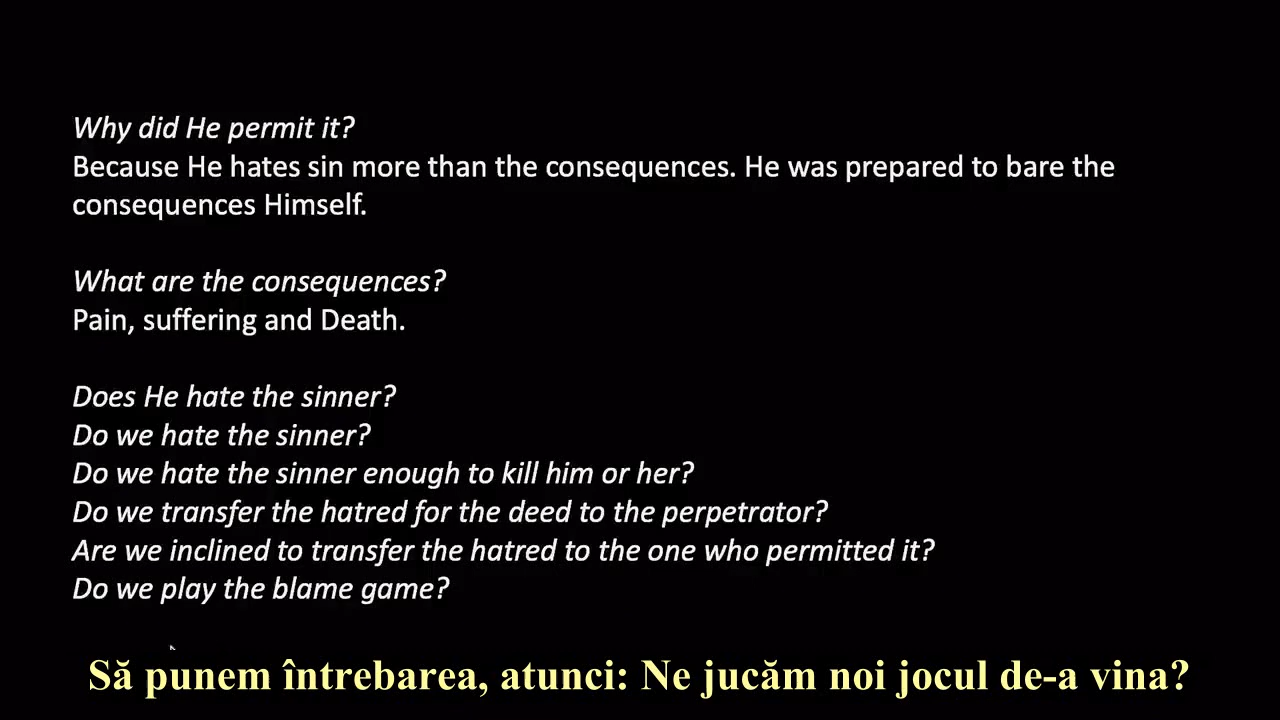 Why did He permit it?
Because He hates sin more than the consequences. He was prepared to bare the
consequences Himself.
What are the consequences?
Pain, suffering and Death.
Does He hate the sinner?
Do we hate the sinner?
Do we hate the sinner enough to kill him or her?
Do we transfer the hatred for the deed to the perpetrator?
Are we inclined to transfer the hatred to the one who permitted it?
Do we play the blame game?
Să punem întrebarea, atunci: Ne jucăm noi jocul de-a vina?